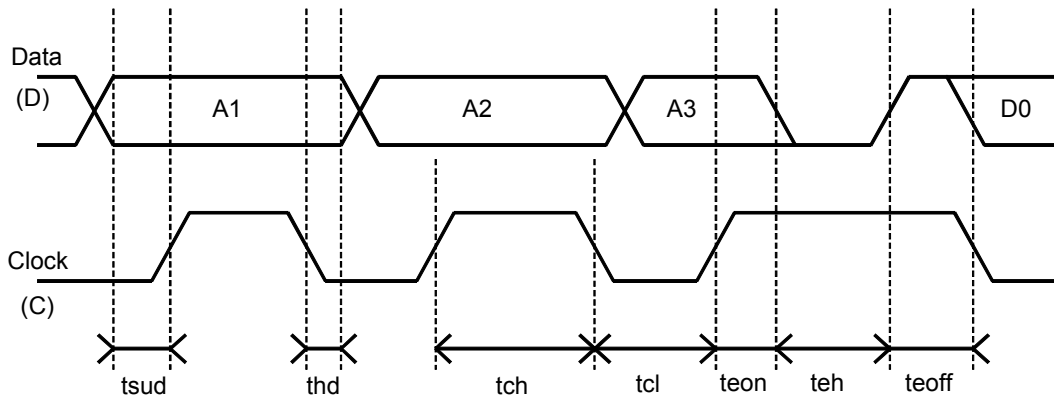 Data
(D)
A1
A2
A3
D0
Clock
(C)
tsud
thd
tch
tcl
teon
teh
teoff